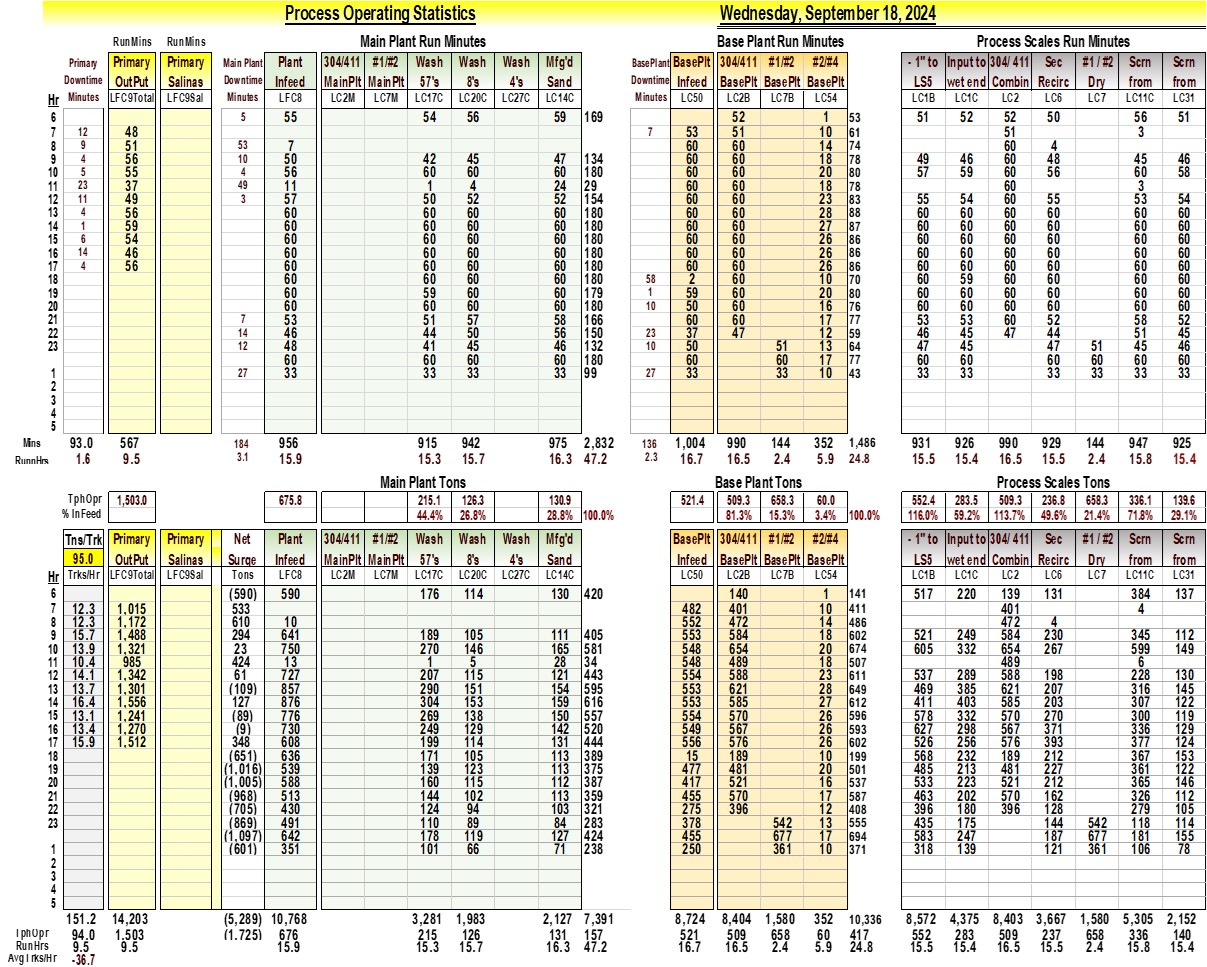 Process Operating Statistics Wednesday, September 18, 2024
RunMins RunMins Main Plant Run Minutes Base Plant Run Minutes Process Scales Run Minutes
Primary Primary Primary Main Plant Plant 304/411 #1/#2 Wash Wash Wash Mfg'd BasePlant BasePlt 304/411 #1/#2 #2/#4 - 1" to Input to 304/ 411 Sec #1 / #2 Scrn Scrn
Downtime OutPut Salinas Downtime Infeed MainPlt MainPlt 57's 8's 4's Sand Downtime Infeed BasePlt BasePlt BasePlt LS5 wet end Combin Recirc Dry from from
Hr Minutes LFC9Total LFC9Sal Minutes LFC8 LC2M LC7M LC17C LC20C LC27C LC14C Minutes LC50 LC2B LC7B LC54 LC1B LC1C LC2 LC6 LC7 LC11C LC31
6 5 55 54 56 59 169 52 1 53 51 52 52 50 56 51
7 12 48 7 53 51 10 61 51 3
8 9 51 53 7 60 60 14 74 60 4
9 4 56 10 50 42 45 47 134 60 60 18 78 49 46 60 48 45 46
10 5 55 4 56 60 60 60 180 60 60 20 80 57 59 60 56 60 58
11 23 37 49 11 1 4 24 29 60 60 18 78 60 3
12 11 49 3 57 50 52 52 154 60 60 23 83 55 54 60 55 53 54
13 4 56 60 60 60 60 180 60 60 28 88 60 60 60 60 60 60
14 1 59 60 60 60 60 180 60 60 27 87 60 60 60 60 60 60
15 6 54 60 60 60 60 180 60 60 26 86 60 60 60 60 60 60
16 14 46 60 60 60 60 180 60 60 26 86 60 60 60 60 60 60
17 4 56 60 60 60 60 180 60 60 26 86 60 60 60 60 60 60
18 60 60 60 60 180 58 2 60 10 70 60 59 60 60 60 60
19 60 59 60 60 179 1 59 60 20 80 60 60 60 60 60 60
20 60 60 60 60 180 10 50 60 16 76 60 60 60 60 60 60
21 7 53 51 57 58 166 60 60 17 77 53 53 60 52 58 52
22 14 46 44 50 56 150 23 37 47 12 59 46 45 47 44 51 45
23 12 48 41 45 46 132 10 50 51 13 64 47 45 47 51 45 46
60 60 60 60 180 60 60 17 77 60 60 60 60 60 60
1 27 33 33 33 33 99 27 33 33 10 43 33 33 33 33 33 33
2
3
4
5
Mins 93.0 567 184 956 915 942 975 2,832 136 1,004 990 144 352 1,486 931 926 990 929 144 947 925
RunnHrs 1.6 9.5 3.1 15.9 15.3 15.7 16.3 47.2 2.3 16.7 16.5 2.4 5.9 24.8 15.5 15.4 16.5 15.5 2.4 15.8 15.4
Main Plant Tons Base Plant Tons Process Scales Tons
TphOpr 1,503.0 675.8 215.1 126.3 130.9 521.4 509.3 658.3 60.0 552.4 283.5 509.3 236.8 658.3 336.1 139.6
% InFeed 44.4% 26.8% 28.8% 100.0% 81.3% 15.3% 3.4% 100.0% 116.0% 59.2% 113.7% 49.6% 21.4% 71.8% 29.1%
Tns/Trk Primary Primary Net Plant 304/411 #1/#2 Wash Wash Wash Mfg'd BasePlt 304/411 #1/#2 #2/#4 - 1" to Input to 304/ 411 Sec #1 / #2 Scrn Scrn
95.0 OutPut Salinas Surge Infeed MainPlt MainPlt 57's 8's 4's Sand Infeed BasePlt BasePlt BasePlt LS5 wet end Combin Recirc Dry from from
Hr Trks/Hr LFC9Total LFC9Sal Tons LFC8 LC2M LC7M LC17C LC20C LC27C LC14C LC50 LC2B LC7B LC54 LC1B LC1C LC2 LC6 LC7 LC11C LC31
6 (590) 590 176 114 130 420 140 1 141 517 220 139 131 384 137
7 12.3 1,015 533 482 401 10 411 401 4
8 12.3 1,172 610 10 552 472 14 486 472 4
9 15.7 1,488 294 641 189 105 111 405 553 584 18 602 521 249 584 230 345 112
10 13.9 1,321 23 750 270 146 165 581 548 654 20 674 605 332 654 267 599 149
11 10.4 985 424 13 1 5 28 34 548 489 18 507 489 6
12 14.1 1,342 61 727 207 115 121 443 554 588 23 611 537 289 588 198 228 130
13 13.7 1,301 (109) 857 290 151 154 595 553 621 28 649 469 385 621 207 316 145
14 16.4 1,556 127 876 304 153 159 616 553 585 27 612 411 403 585 203 307 122
15 13.1 1,241 (89) 776 269 138 150 557 554 570 26 596 578 332 570 270 300 119
16 13.4 1,270 (9) 730 249 129 142 520 549 567 26 593 627 298 567 371 336 129
17 15.9 1,512 348 608 199 114 131 444 556 576 26 602 526 256 576 393 377 124
18 (651) 636 171 105 113 389 15 189 10 199 568 232 189 212 367 153
19 (1,016) 539 139 123 113 375 477 481 20 501 485 213 481 227 361 122
20 (1,005) 588 160 115 112 387 417 521 16 537 533 223 521 212 365 146
21 (968) 513 144 102 113 359 455 570 17 587 463 202 570 162 326 112
22 (705) 430 124 94 103 321 275 396 12 408 396 180 396 128 279 105
23 (869) 491 110 89 84 283 378 542 13 555 435 175 144 542 118 114
(1,097) 642 178 119 127 424 455 677 17 694 583 247 187 677 181 155
1 (601) 351 101 66 71 238 250 361 10 371 318 139 121 361 106 78
2
3
4
5
151.2 14,203 (5,289) 10,768 3,281 1,983 2,127 7,391 8,724 8,404 1,580 352 10,336 8,572 4,375 8,403 3,667 1,580 5,305 2,152
TphOpr 94.0 1,503 (1,725) 676 215 126 131 157 521 509 658 60 417 552 283 509 237 658 336 140
RunHrs 9.5 9.5 15.9 15.3 15.7 16.3 47.2 16.7 16.5 2.4 5.9 24.8 15.5 15.4 16.5 15.5 2.4 15.8 15.4
AvgTrks/Hr -36.7